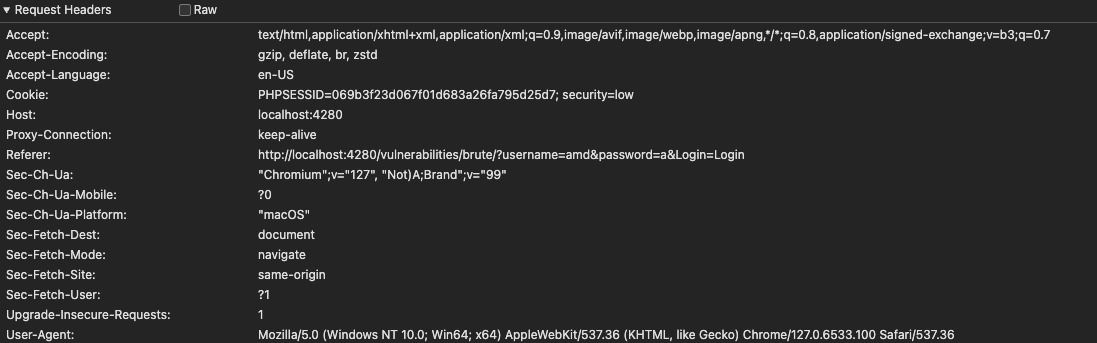 ▼ Request Headers Raw
Accept: text/html,application/xhtml+xml,application/xml;q=0.9,image/avif,image/webp,image/apng,*/*;q=0.8,application/signed-exchange;v=b3;q=0.7
Accept-Encoding: gzip, deflate, br, zstd
Accept-Language: en-US
Cookie: PHPSESSID=069b3f23d067f01d683a26fa795d25d7; security=low
Host: localhost:4280
Proxy-Connection: keep-alive
Referer: http://localhost:4280/vulnerabilities/brute/?username=amd&password=a&Login=Login
Sec-Ch-Ua: "Chromium";v="127", "Not)A;Brand";v="99"
Sec-Ch-Ua-Mobile: ?0
Sec-Ch-Ua-Platform: "macOS"
Sec-Fetch-Dest: document
Sec-Fetch-Mode: navigate
Sec-Fetch-Site: same-origin
Sec-Fetch-User: ?1
Upgrade-Insecure-Requests: 1
User-Agent: Mozilla/5.0 (Windows NT 10.0; Win64; x64) AppleWebKit/537.36 (KHTML, like Gecko) Chrome/127.0.6533.100 Safari/537.36